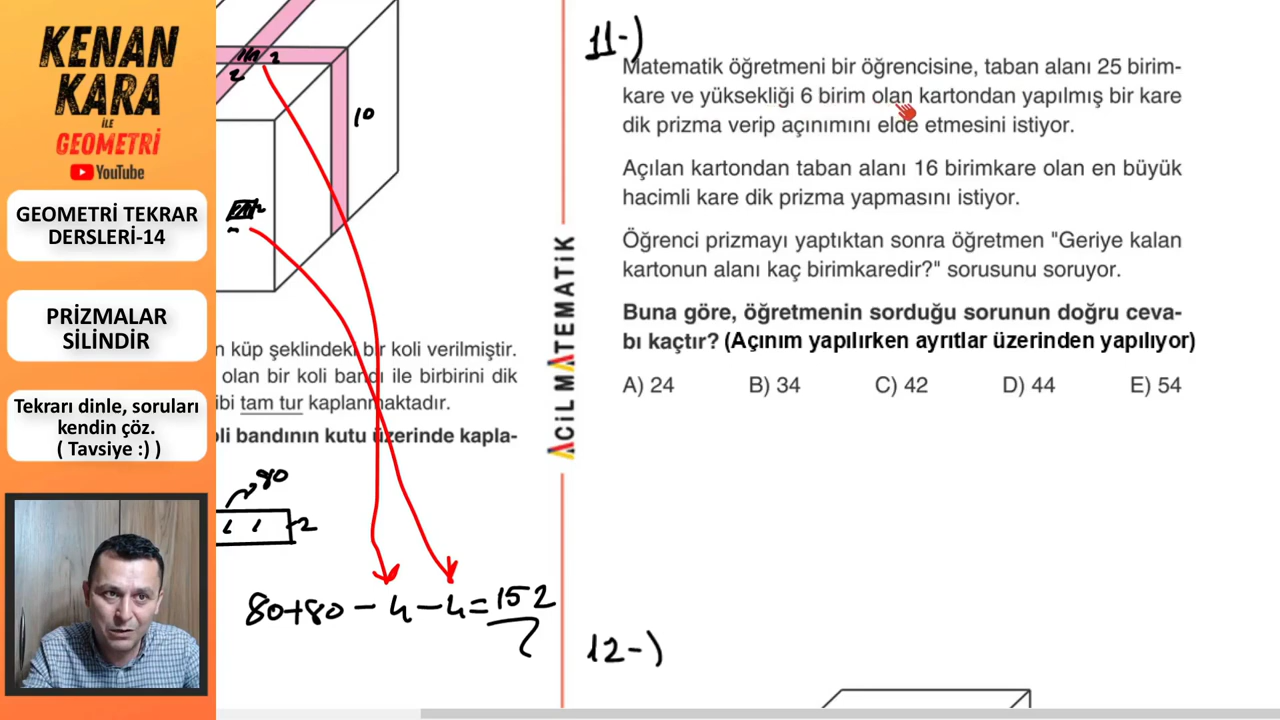 KENAN
KARA
İLE
GEOMETRİ
YouTube
GEOMETRİ TEKRAR
DERSLERİ-14
PRİZMALAR
SİLİNDİR
Tekrarı dinle, soruları
kendin çöz.
( Tavsiye :) )
2
2
10
n küp şeklindeki bir koli verilmiştir.
olan bir koli bandı ile birbirini dik
ibi tam tur kaplanmaktadır.
oli bandının kutu üzerinde kapla-
80
2
80+80-4-4=152
ACİL MATEMATİK
11-)
Matematik öğretmeni bir öğrencisine, taban alanı 25 birim-
kare ve yüksekliği 6 birim olan kartondan yapılmış bir kare
dik prizma verip açınımını elde etmesini istiyor.
Açılan kartondan taban alanı 16 birimkare olan en büyük
hacimli kare dik prizma yapmasını istiyor.
Öğrenci prizmayı yaptıktan sonra öğretmen "Geriye kalan
kartonun alanı kaç birimkaredir?" sorusunu soruyor.
Buna göre, öğretmenin sorduğu sorunun doğru ceva-
bı kaçtır? (Açınım yapılırken ayrıtlar üzerinden yapılıyor)
A) 24 B) 34 C) 42 D) 44 E) 54
12-)